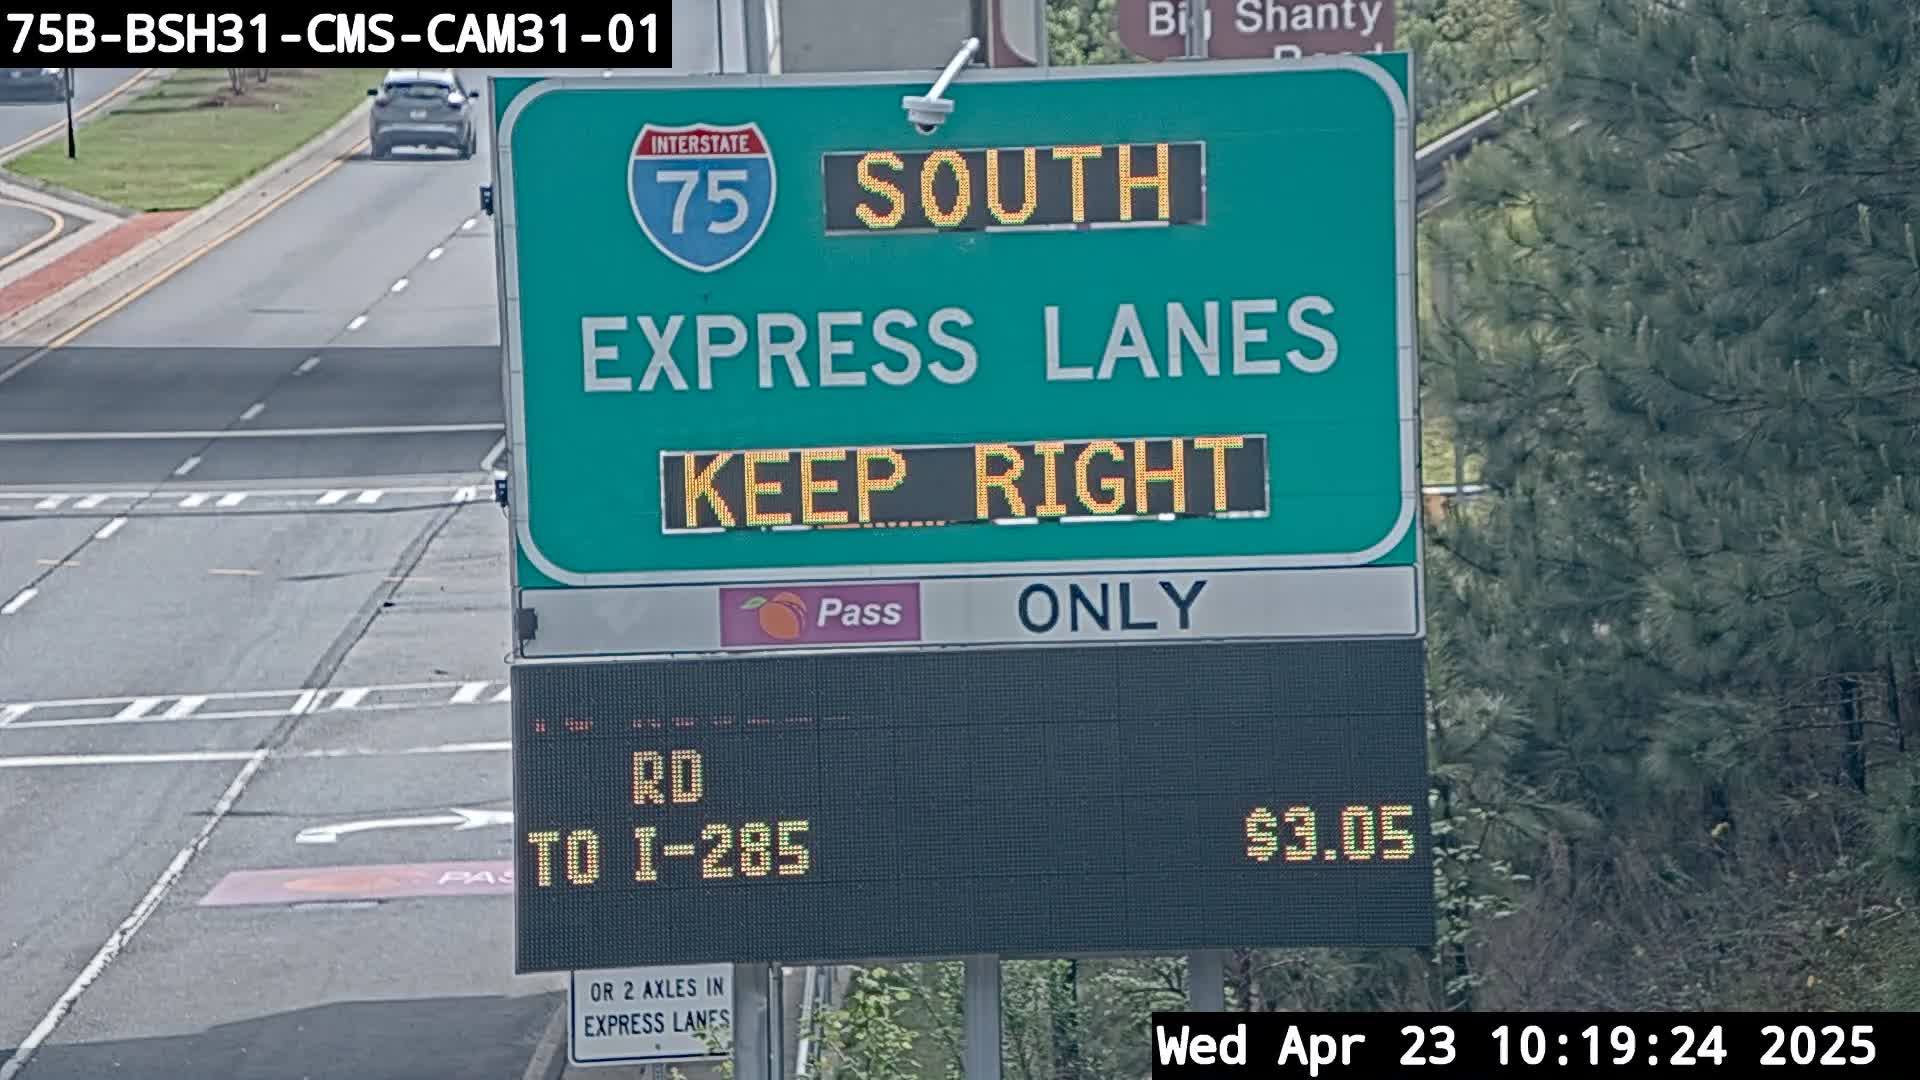 75B-BSH31-CMS-CAM31-01
Big Shanty
Road
INTERSTATE
75
SOUTH
EXPRESS LANES
KEEP RIGHT
Pass
ONLY
RD
TO I-285 $3.05
OR 2 AXLES IN
EXPRESS LANES
Wed Apr 23 10:19:24 2025